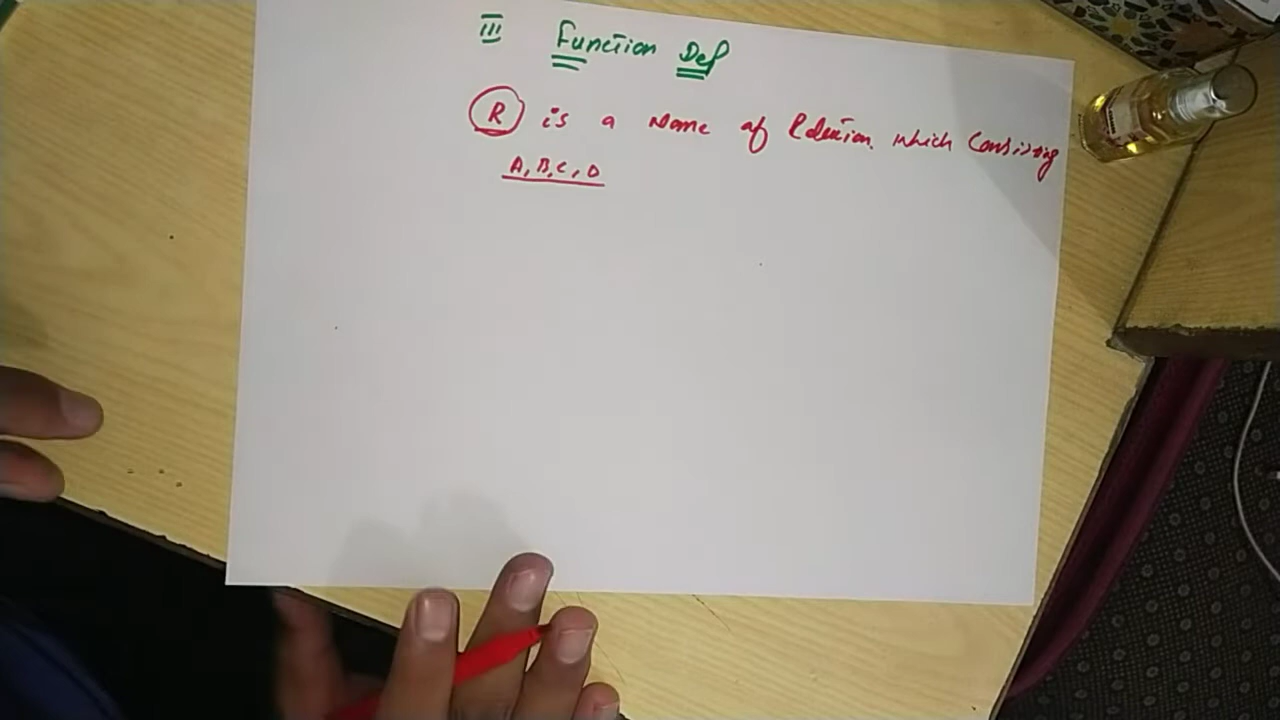 III Function Def
R is a Name of Relation which Consisting
A, B, C, D